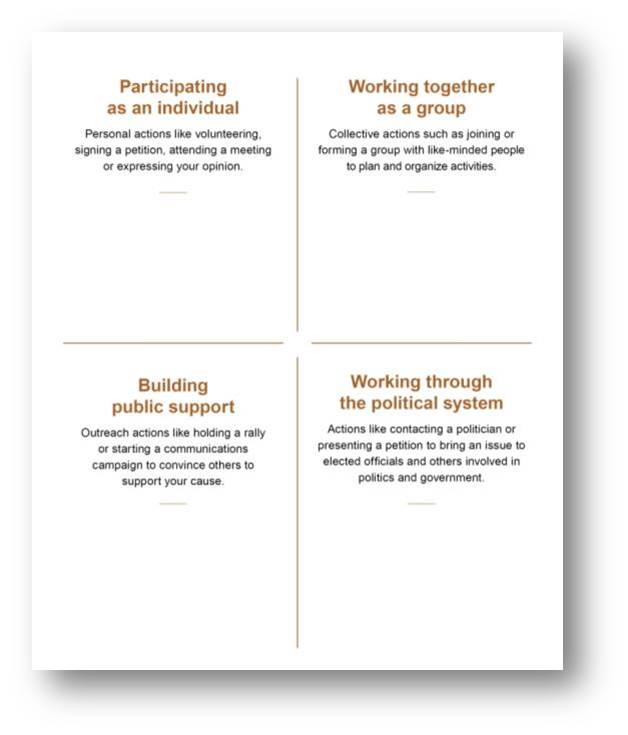 Participating
as an individual
Personal actions like volunteering,
signing a petition, attending a meeting
or expressing your opinion.
Working together
as a group
Collective actions such as joining or
forming a group with like-minded people
to plan and organize activities.
Building
public support
Outreach actions like holding a rally
or starting a communications
campaign to convince others to
support your cause.
Working through
the political system
Actions like contacting a politician or
presenting a petition to bring an issue to
elected officials and others involved in
politics and government.